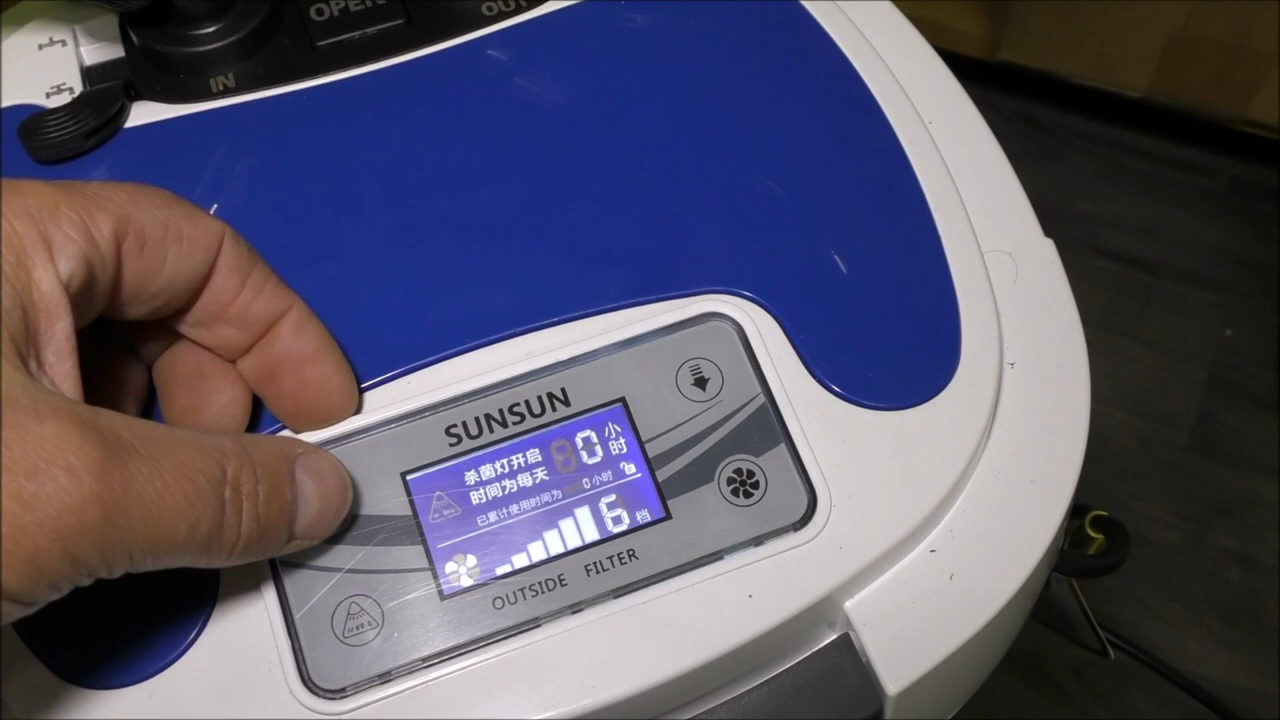 OPEN
OUT
IN
SUNSUN
杀菌灯开启
时间为每天
0
小时
已累计使用时间为
0
小时
6
档
OUTSIDE FILTER